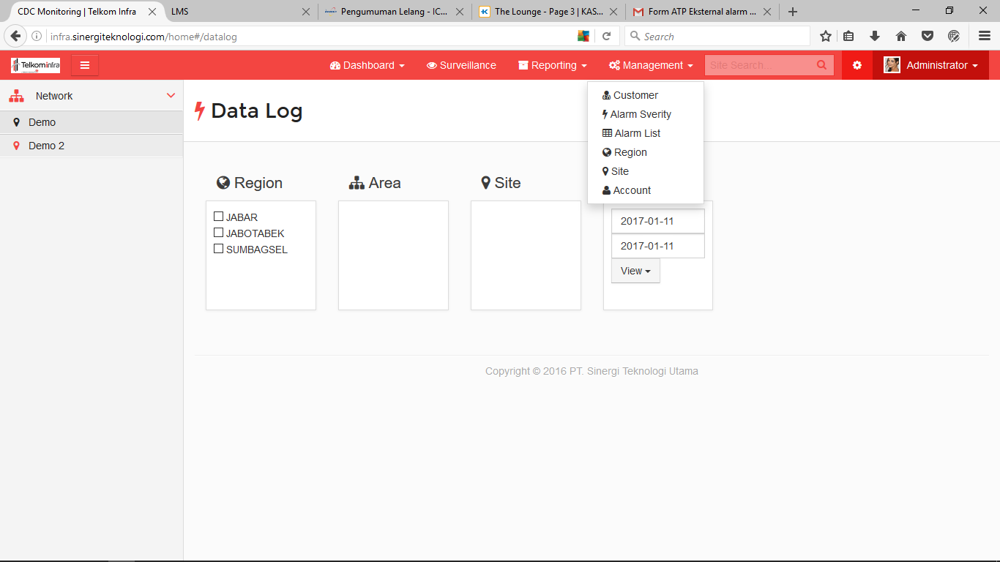 CDC Monitoring | Telkom Infra
LMS
Pengumuman Lelang - IC...
The Lounge - Page 3 | KAS...
Form ATP Eksternal alarm ...
infra.sinergiteknologi.com/home#/datalog
Search
Telkominfra
Dashboard
Surveillance
Reporting
Management
Site Search...
Administrator
Network
Demo
Demo 2
Data Log
Customer
Alarm Sverity
Alarm List
Region
Site
Account
Region
Area
Site
JABAR
JABOTABEK
SUMBAGSEL
2017-01-11
2017-01-11
View
Copyright © 2016 PT. Sinergi Teknologi Utama